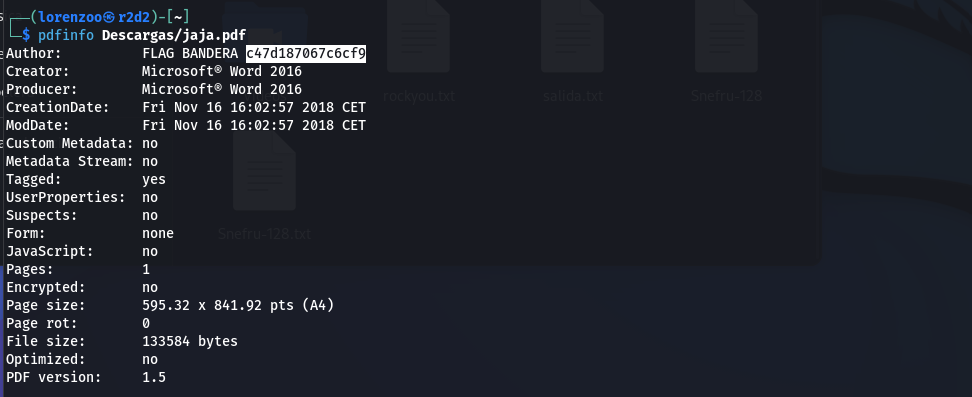 (lorenzoo㉿r2d2)-[~]
$ pdfinfo Descargas/jaja.pdf
Author: FLAG BANDERA c47d187067c6cf9
Creator: Microsoft® Word 2016
Producer: Microsoft® Word 2016
CreationDate: Fri Nov 16 16:02:57 2018 CET
ModDate: Fri Nov 16 16:02:57 2018 CET
Custom Metadata: no
Metadata Stream: no
Tagged: yes
UserProperties: no
Suspects: no
Form: none
JavaScript: no
Pages: 1
Encrypted: no
Page size: 595.32 x 841.92 pts (A4)
Page rot: 0
File size: 133584 bytes
Optimized: no
PDF version: 1.5
rockyou.txt
salida.txt
Snefru-128
Snefru-128.txt